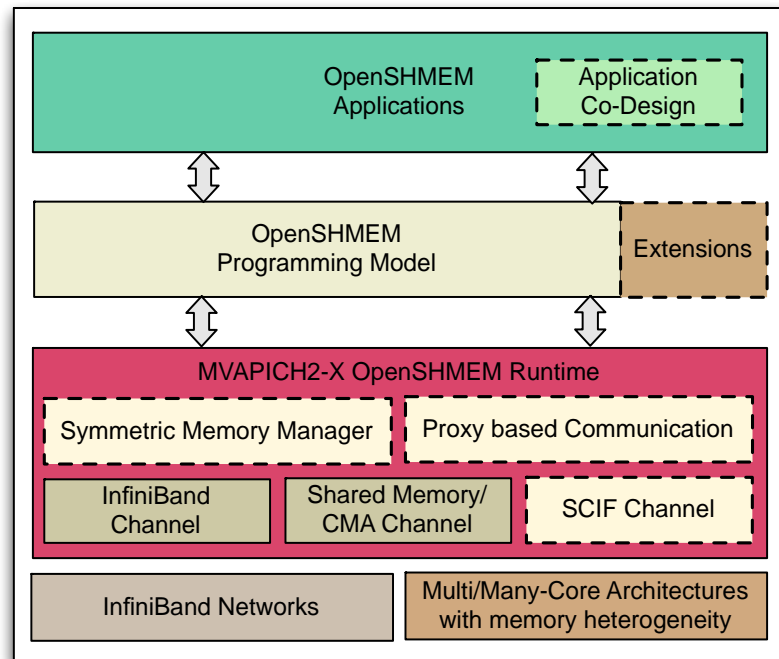 OpenSHMEM
Applications
Application
Co-Design
OpenSHMEM
Programming Model
Extensions
MVAPICH2-X OpenSHMEM Runtime
Symmetric Memory Manager
Proxy based Communication
InfiniBand
Channel
Shared Memory/
CMA Channel
SCIF Channel
InfiniBand Networks
Multi/Many-Core Architectures
with memory heterogeneity